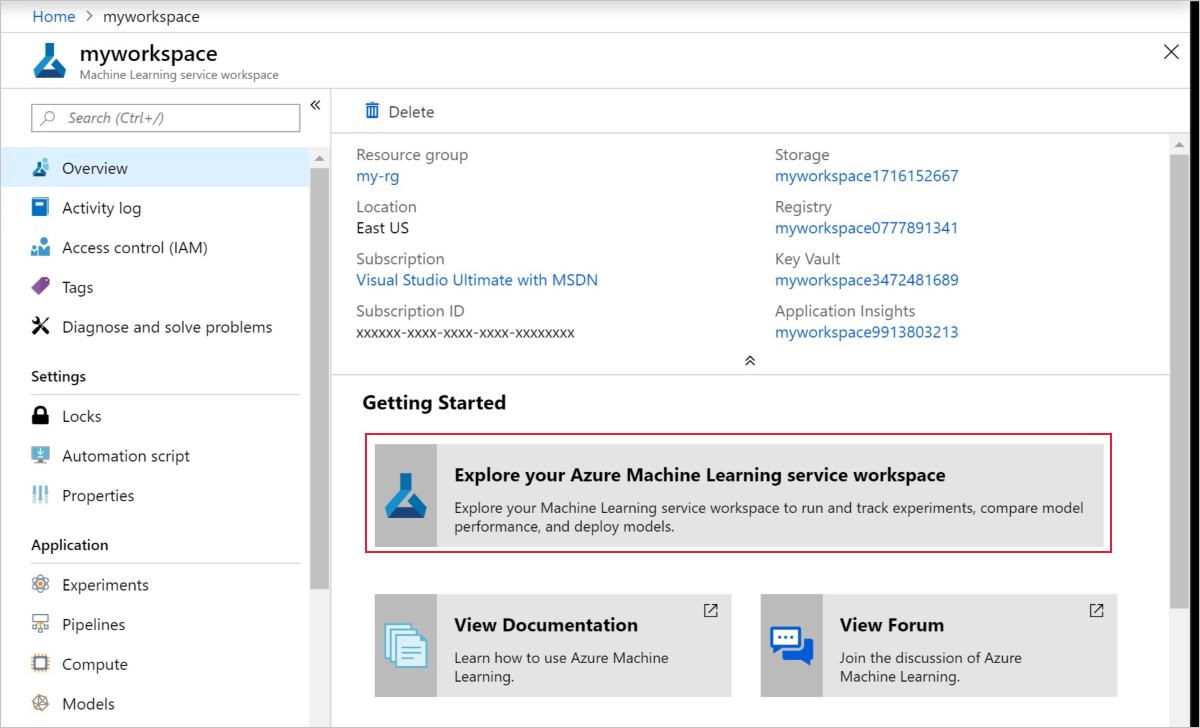 Home > myworkspace
myworkspace
Machine Learning service workspace
Search (Ctrl+/)
«
Overview
Activity log
Access control (IAM)
Tags
Diagnose and solve problems
Settings
Locks
Automation script
Properties
Application
Experiments
Pipelines
Compute
Models
Delete
Resource group
my-rg
Location
East US
Subscription
Visual Studio Ultimate with MSDN
Subscription ID
xxxxxx-xxxx-xxxx-xxxx-xxxxxxxx
Storage
myworkspace1716152667
Registry
myworkspace0777891341
Key Vault
myworkspace3472481689
Application Insights
myworkspace9913803213
Getting Started
Explore your Azure Machine Learning service workspace
Explore your Machine Learning service workspace to run and track experiments, compare model
performance, and deploy models.
View Documentation
Learn how to use Azure Machine
Learning.
View Forum
Join the discussion of Azure
Machine Learning.